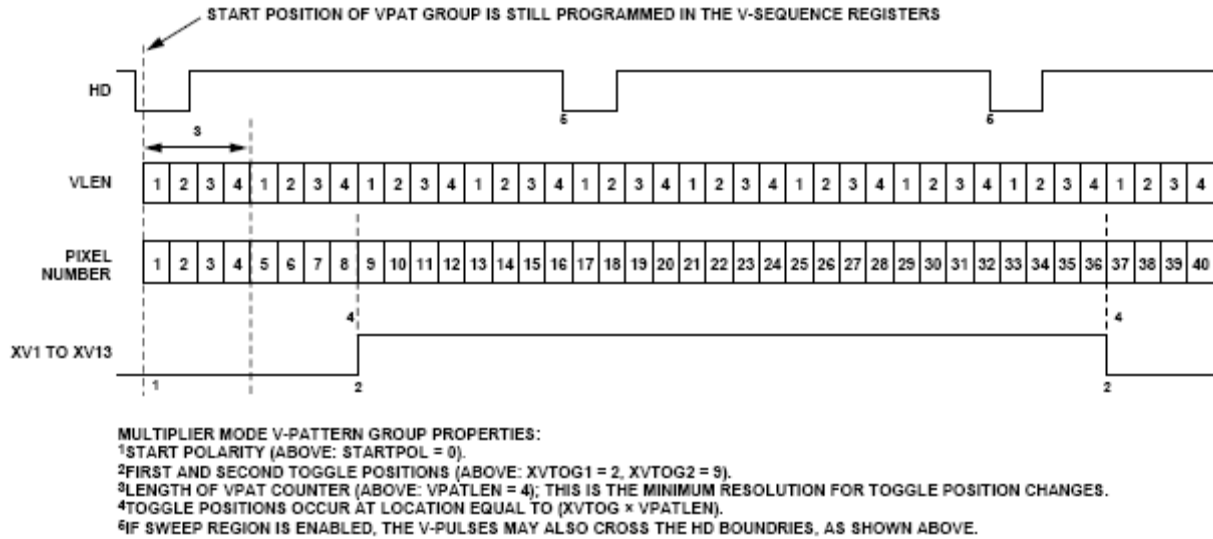 START POSITION OF VPAT GROUP IS STILL PROGRAMMED IN THE V-SEQUENCE REGISTERS
HD
5
5
3
VLEN
1 2 3 4 1 2 3 4 1 2 3 4 1 2 3 4 1 2 3 4 1 2 3 4 1 2 3 4 1 2 3 4 1 2 3 4 1 2 3 4
PIXEL
NUMBER
1 2 3 4 5 6 7 8 9 10 11 12 13 14 15 16 17 18 19 20 21 22 23 24 25 26 27 28 29 30 31 32 33 34 35 36 37 38 39 40
4
4
XV1 TO XV13
1
2
2
MULTIPLIER MODE V-PATTERN GROUP PROPERTIES:
1START POLARITY (ABOVE: STARTPOL = 0).
2FIRST AND SECOND TOGGLE POSITIONS (ABOVE: XVTOG1 = 2, XVTOG2 = 9).
3LENGTH OF VPAT COUNTER (ABOVE: VPATLEN = 4); THIS IS THE MINIMUM RESOLUTION FOR TOGGLE POSITION CHANGES.
4TOGGLE POSITIONS OCCUR AT LOCATION EQUAL TO (XVTOG × VPATLEN).
5IF SWEEP REGION IS ENABLED, THE V-PULSES MAY ALSO CROSS THE HD BOUNDRIES, AS SHOWN ABOVE.